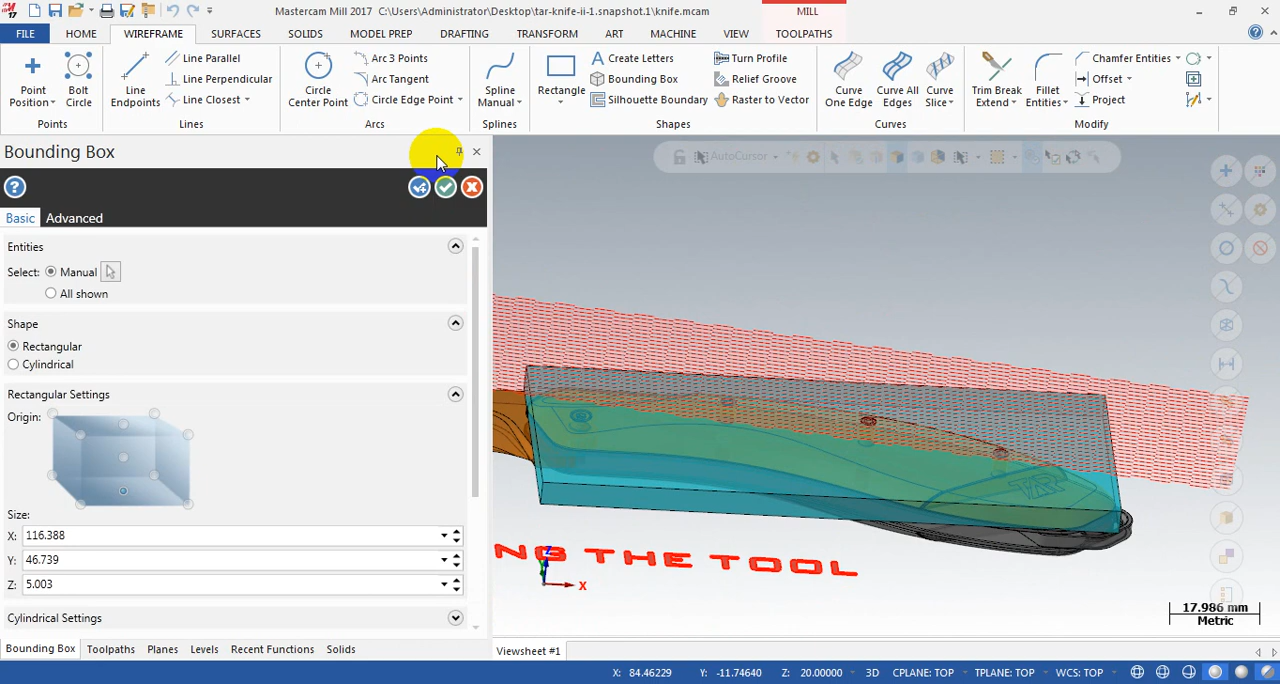 Mastercam Mill 2017 C:\Users\Administrator\Desktop\tar-knife-ii-1.snapshot.1\knife.mcam
MILL
FILE HOME WIREFRAME SURFACES SOLIDS MODEL PREP DRAFTING TRANSFORM ART MACHINE VIEW TOOLPATHS
Point Position
Bolt Circle
Points
Line Endpoints
Line Parallel
Line Perpendicular
Line Closest
Lines
Circle Center Point
Arc 3 Points
Arc Tangent
Circle Edge Point
Arcs
Spline Manual
Splines
Rectangle
Create Letters
Bounding Box
Silhouette Boundary
Turn Profile
Relief Groove
Raster to Vector
Shapes
Curve One Edge
Curve All Edges
Curve Slice
Curves
Trim Break Extend
Fillet Entities
Chamfer Entities
Offset
Project
Modify
Bounding Box
Basic Advanced
Entities
Select: Manual
All shown
Shape
Rectangular
Cylindrical
Rectangular Settings
Origin:
Size:
X: 116.388
Y: 46.739
Z: 5.003
Cylindrical Settings
Bounding Box Toolpaths Planes Levels Recent Functions Solids
AutoCursor
TAR
NG THE TOOL
Z
X
17.986 mm
Metric
Viewsheet #1
X: 84.46229 Y: -11.74640 Z: 20.00000 3D CPLANE: TOP TPLANE: TOP WCS: TOP